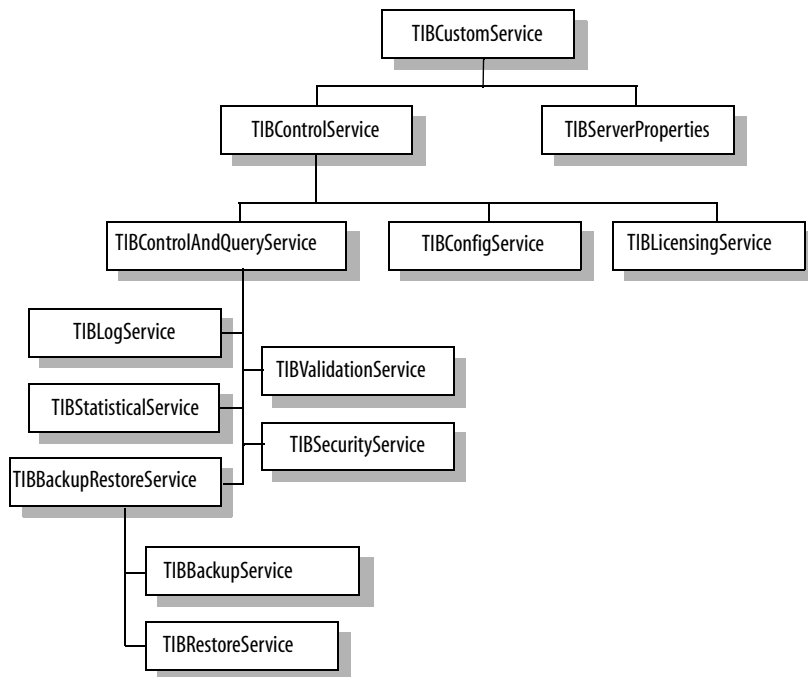 TIBCustomService
TIBControlService
TIBServerProperties
TIBControlAndQueryService
TIBConfigService
TIBLicensingService
TIBLogService
TIBValidationService
TIBStatisticalService
TIBSecurityService
TIBBackupRestoreService
TIBBackupService
TIBRestoreService